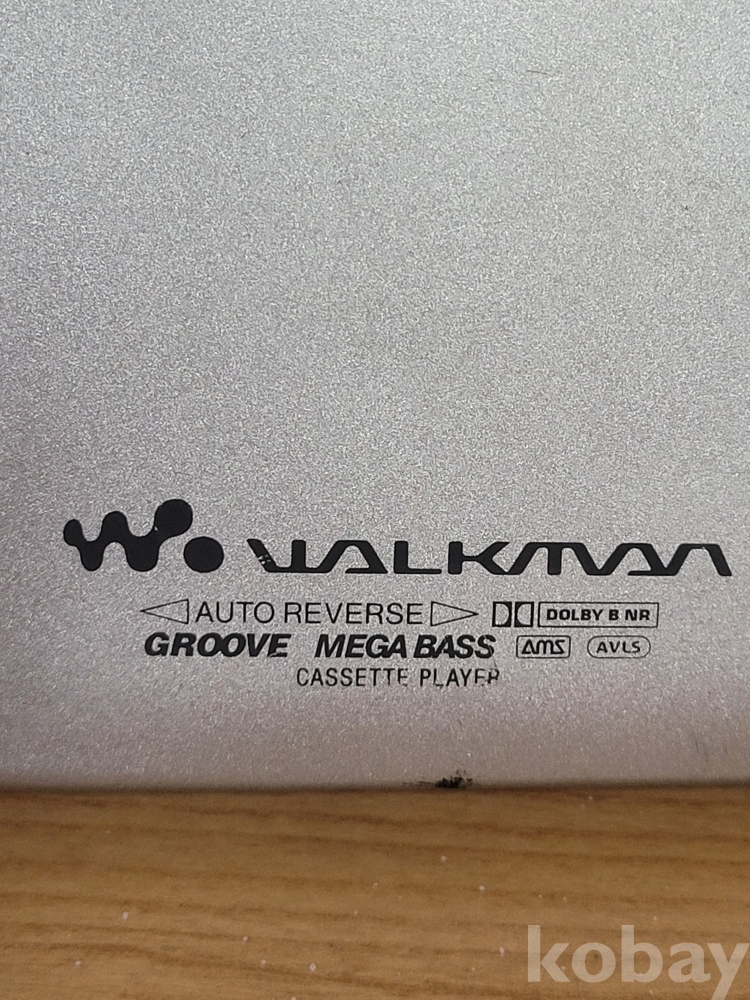 WALKMAN
AUTO REVERSE DOLBY B NR
GROOVE MEGA BASS AMS AVLS
CASSETTE PLAYER
kobay